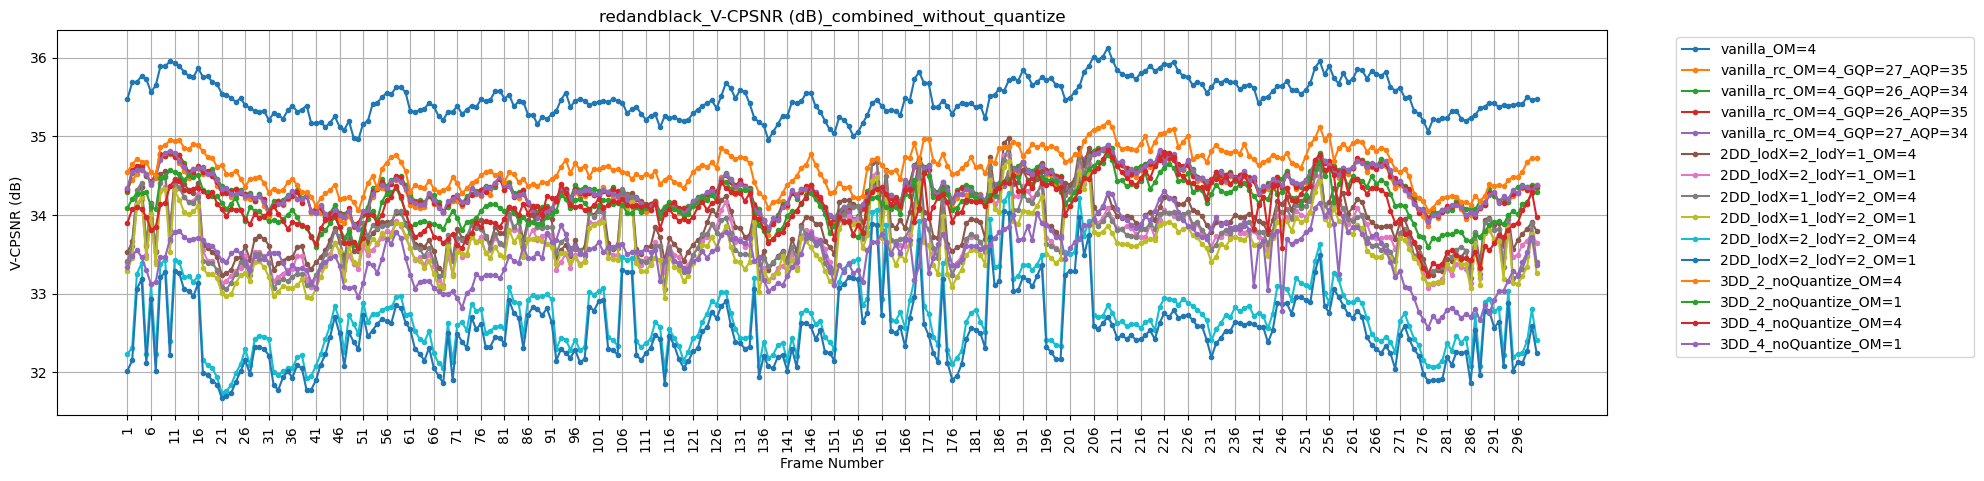 redandblack_V-CPSNR (dB)_combined_without_quantize
V-CPSNR (dB)
36
35
34
33
32
1 6 11 16 21 26 31 36 41 46 51 56 61 66 71 76 81 86 91 96 101 106 111 116 121 126 131 136 141 146 151 156 161 166 171 176 181 186 191 196 201 206 211 216 221 226 231 236 241 246 251 256 261 266 271 276 281 286 291 296
Frame Number
vanilla_OM=4
vanilla_rc_OM=4_GQP=27_AQP=35
vanilla_rc_OM=4_GQP=26_AQP=34
vanilla_rc_OM=4_GQP=26_AQP=35
vanilla_rc_OM=4_GQP=27_AQP=34
2DD_lodX=2_lodY=1_OM=4
2DD_lodX=2_lodY=1_OM=1
2DD_lodX=1_lodY=2_OM=4
2DD_lodX=1_lodY=2_OM=1
2DD_lodX=2_lodY=2_OM=4
2DD_lodX=2_lodY=2_OM=1
3DD_2_noQuantize_OM=4
3DD_2_noQuantize_OM=1
3DD_4_noQuantize_OM=4
3DD_4_noQuantize_OM=1